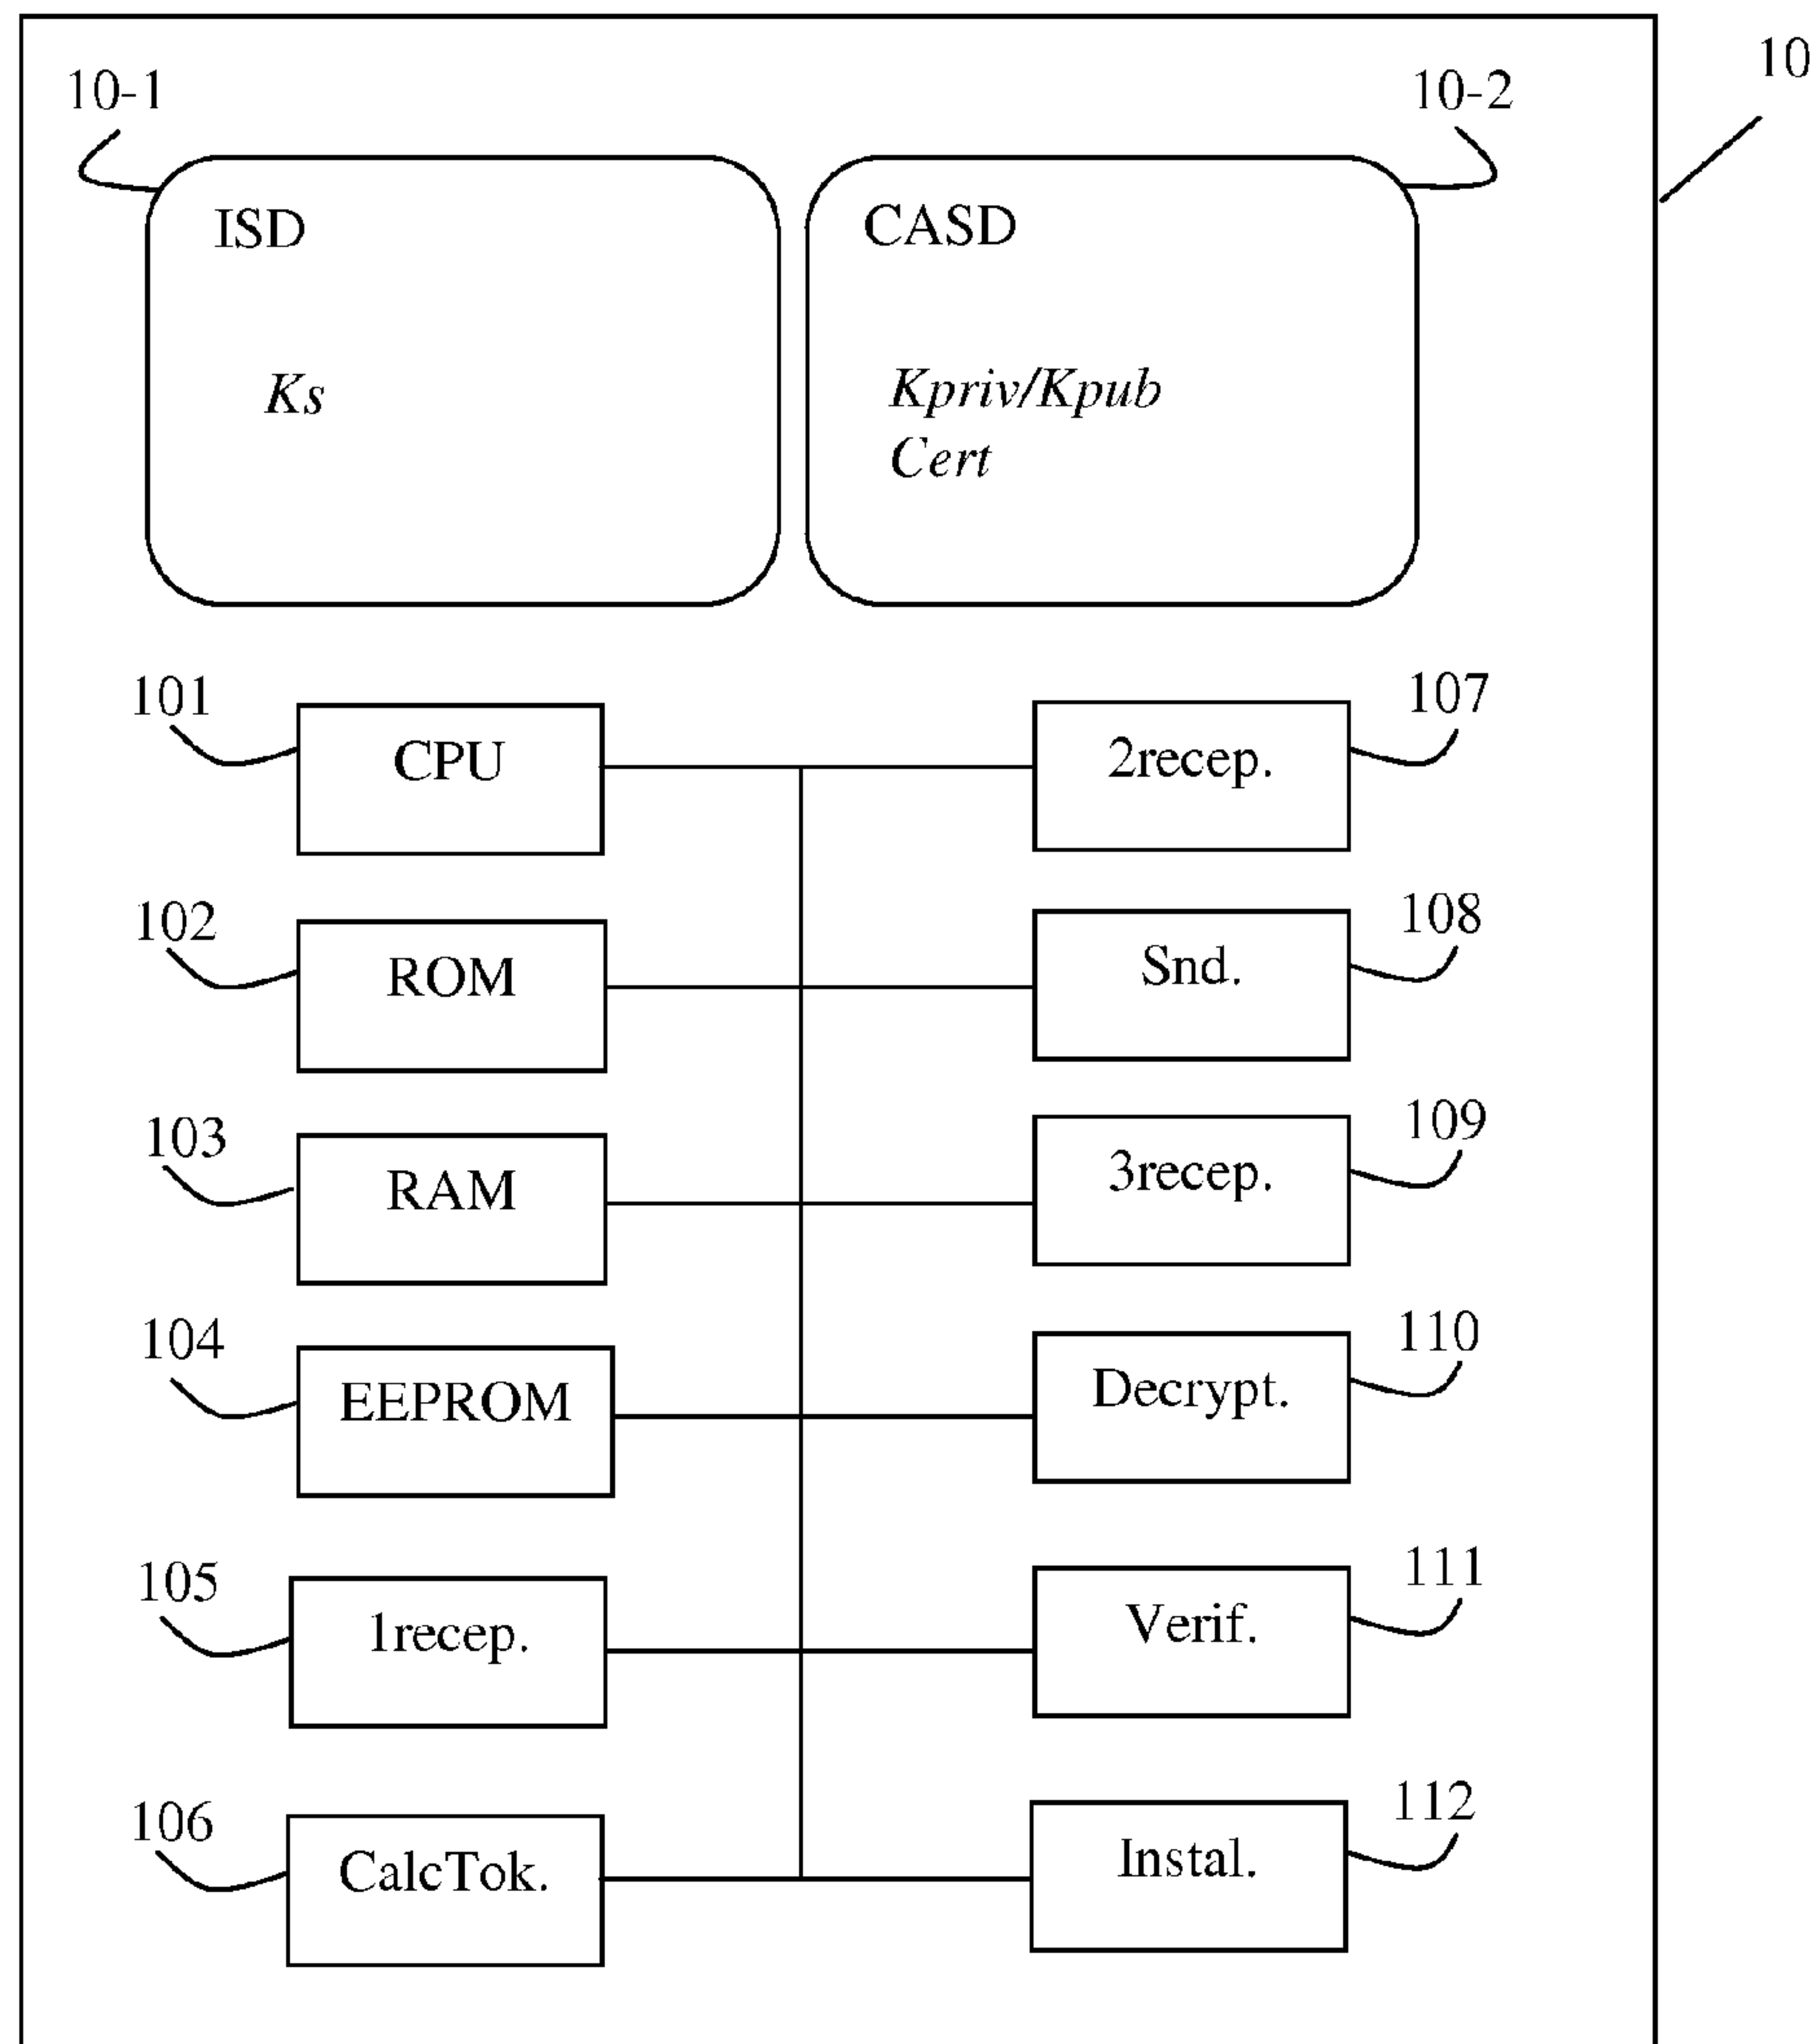 10
10-1
10-2
ISD
CASD
Ks
Kpriv/Kpub
Cert
101
CPU
2recep.
107
102
ROM
Snd.
108
103
RAM
3recep.
109
104
EEPROM
Decrypt.
110
105
1recep.
Verif.
111
106
CalcTok.
Instal.
112